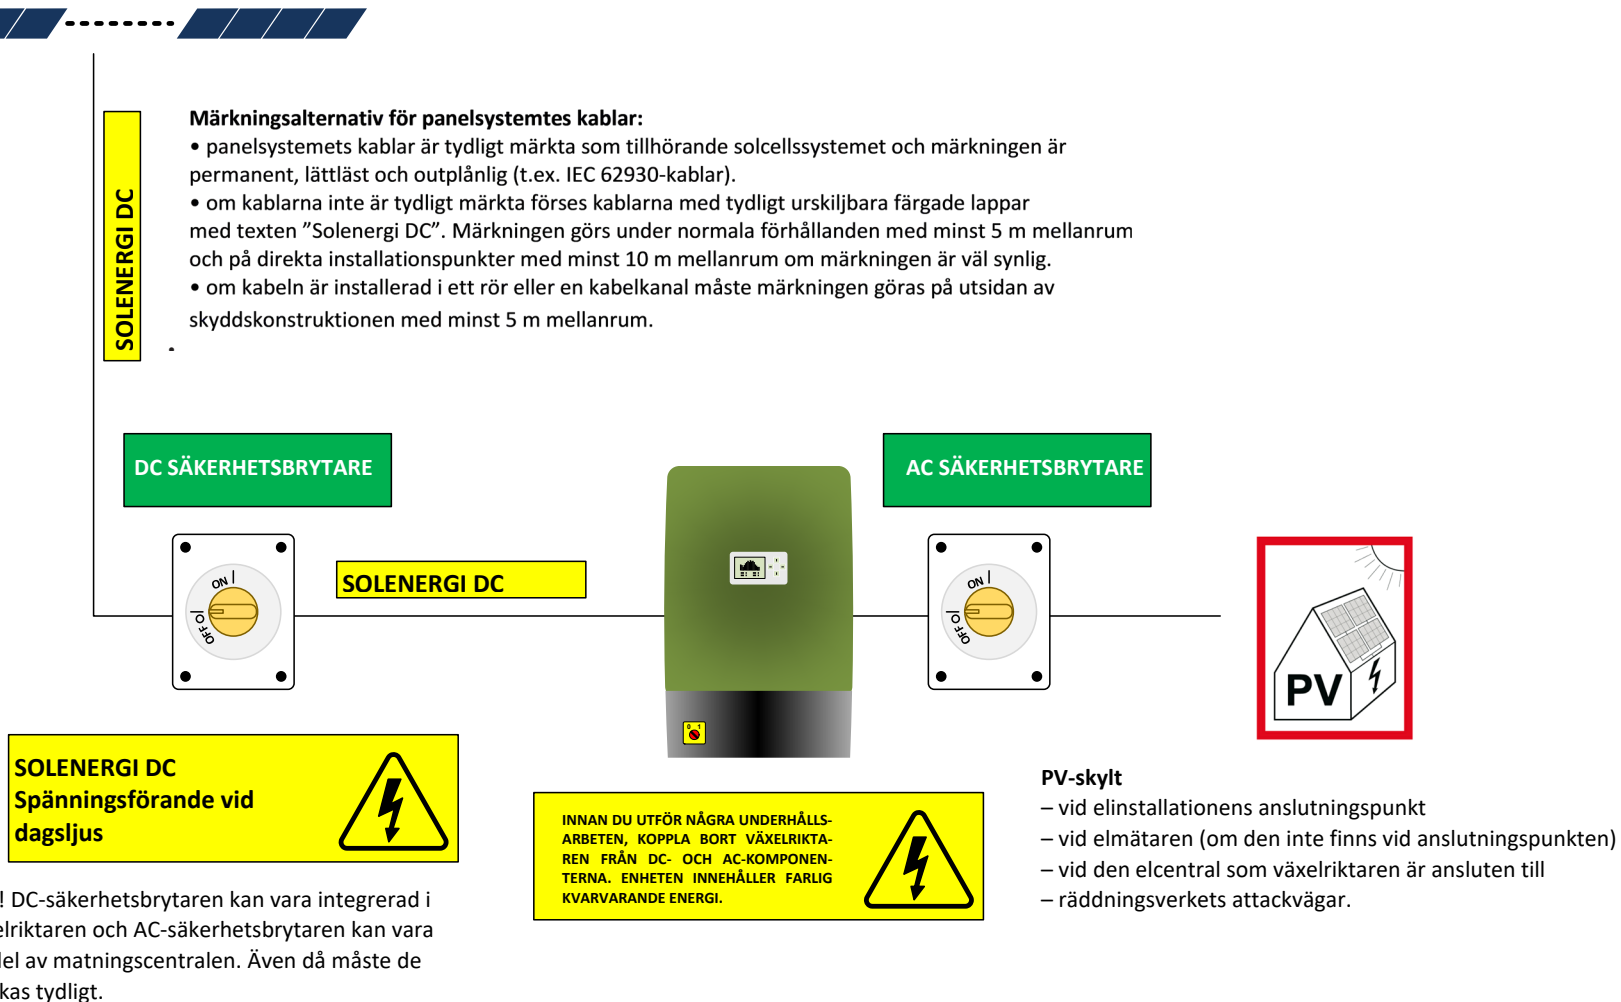 Märkningsalternativ för panelsystemtes kablar:
• panelsystemets kablar är tydligt märkta som tillhörande solcellssystemet och märkningen är
permanent, lättläst och outplånlig (t.ex. IEC 62930-kablar).
• om kablarna inte är tydligt märkta förses kablarna med tydligt urskiljbara färgade lappar
med texten ”Solenergi DC”. Märkningen görs under normala förhållanden med minst 5 m mellanrum
och på direkta installationspunkter med minst 10 m mellanrum om märkningen är väl synlig.
• om kabeln är installerad i ett rör eller en kabelkanal måste märkningen göras på utsidan av
skyddskonstruktionen med minst 5 m mellanrum.
•
SOLENERGI DC
DC SÄKERHETSBRYTARE
AC SÄKERHETSBRYTARE
ON
OFF O
SOLENERGI DC
ON
OFF O
PV
0 1
SOLENERGI DC
Spänningsförande vid
dagsljus
INNAN DU UTFÖR NÅGRA UNDERHÅLLS-
ARBETEN, KOPPLA BORT VÄXELRIKTA-
REN FRÅN DC- OCH AC-KOMPONEN-
TERNA. ENHETEN INNEHÅLLER FARLIG
KVARVARANDE ENERGI.
PV-skylt
– vid elinstallationens anslutningspunkt
– vid elmätaren (om den inte finns vid anslutningspunkten)
– vid den elcentral som växelriktaren är ansluten till
– räddningsverkets attackvägar.
! DC-säkerhetsbrytaren kan vara integrerad i
elriktaren och AC-säkerhetsbrytaren kan vara
del av matningscentralen. Även då måste de
kas tydligt.